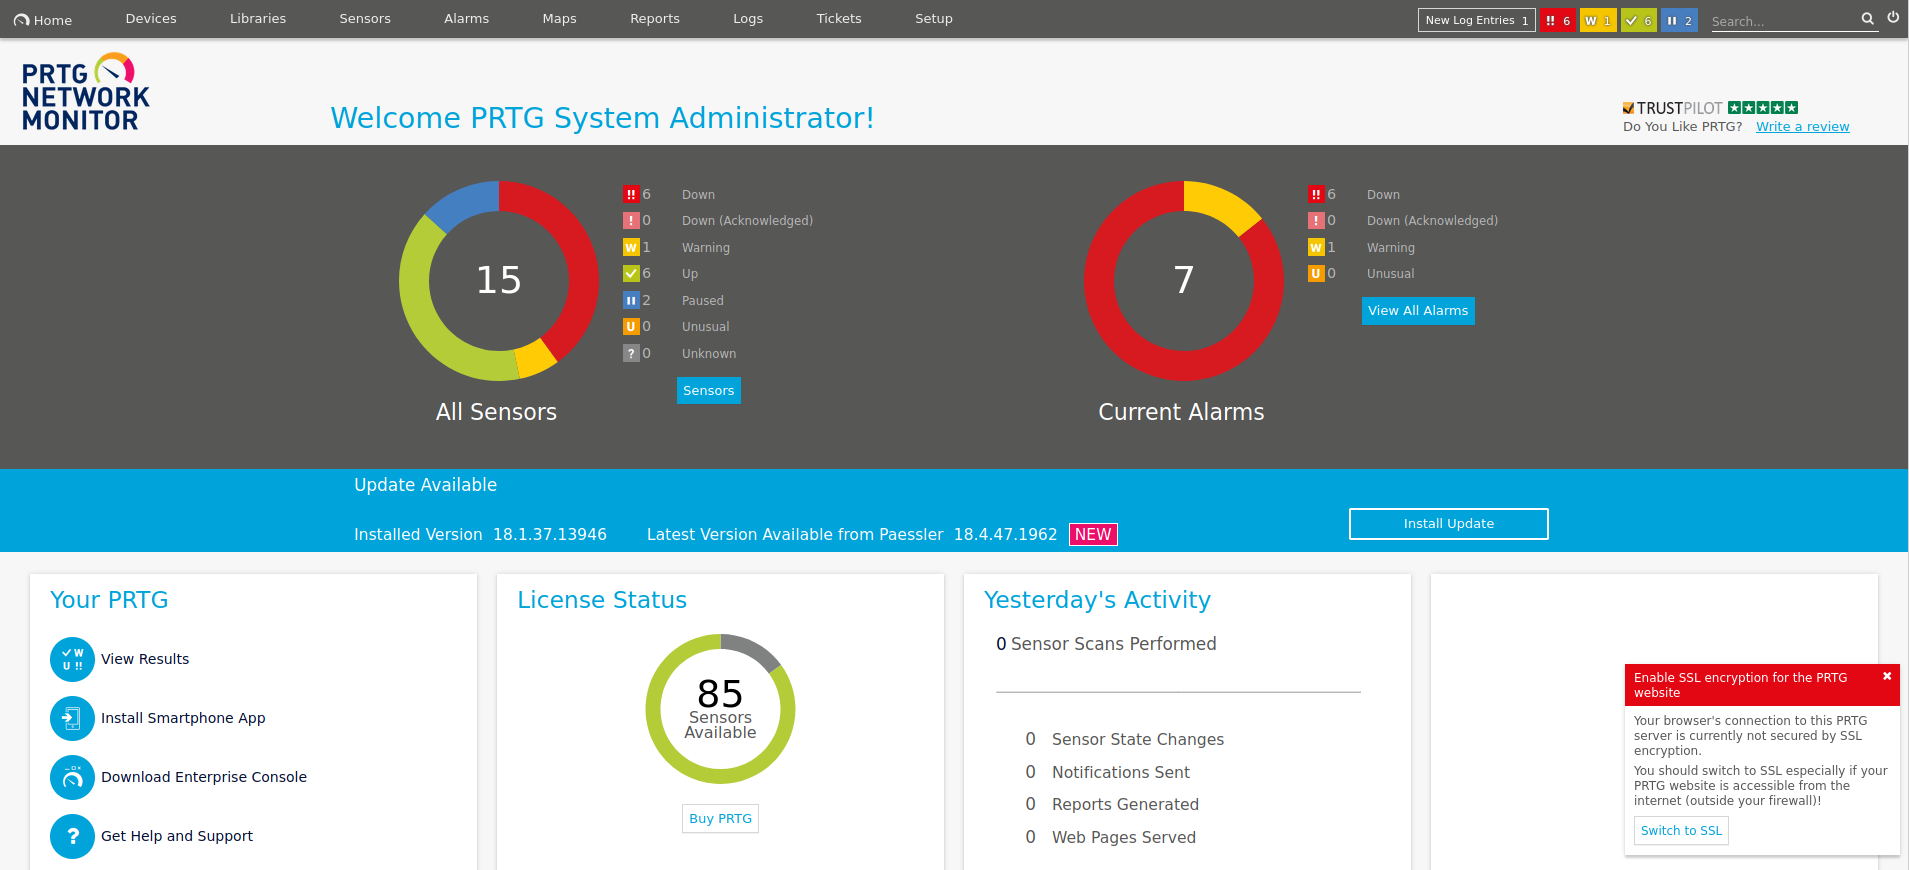 Home Devices Libraries Sensors Alarms Maps Reports Logs Tickets Setup New Log Entries 1 !! 6 W 1 6 2 Search...
PRTG
NETWORK
MONITOR
Welcome PRTG System Administrator!
TRUSTPILOT
Do You Like PRTG? Write a review
15
All Sensors
!! 6 Down
! 0 Down (Acknowledged)
W 1 Warning
6 Up
2 Paused
U 0 Unusual
? 0 Unknown
Sensors
7
Current Alarms
!! 6 Down
! 0 Down (Acknowledged)
W 1 Warning
U 0 Unusual
View All Alarms
Update Available
Installed Version 18.1.37.13946 Latest Version Available from Paessler 18.4.47.1962 NEW
Install Update
Your PRTG
W
U !!
View Results
Install Smartphone App
Download Enterprise Console
? Get Help and Support
License Status
85
Sensors
Available
Buy PRTG
Yesterday's Activity
0 Sensor Scans Performed
0 Sensor State Changes
0 Notifications Sent
0 Reports Generated
0 Web Pages Served
Enable SSL encryption for the PRTG
website
Your browser's connection to this PRTG
server is currently not secured by SSL
encryption.
You should switch to SSL especially if your
PRTG website is accessible from the
internet (outside your firewall)!
Switch to SSL